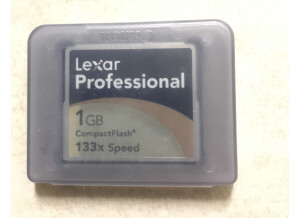 Lexar
Professional
1GB
CompactFlash®
133x Speed